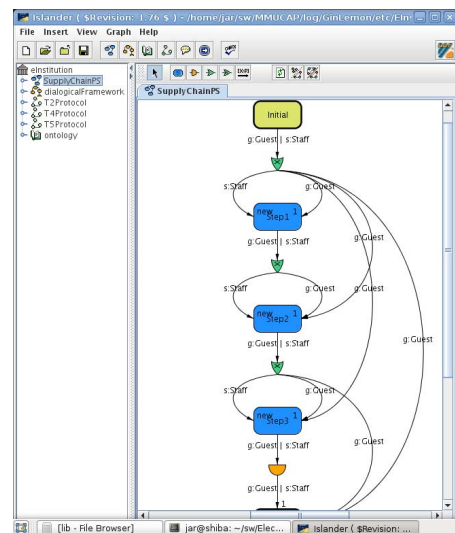 Islander ( $Revision: 1.76 $ ) - /home/jar/sw/MMUCAP/log/GinLemon/etc/EIn
File Insert View Graph Help
eInstitution
SupplyChainPS
dialogicalFramework
T2Protocol
T4Protocol
T5Protocol
ontology
SupplyChainPS
Initial
g:Guest | s:Staff
s:Staff g:Guest
new 1
Step1
g:Guest | s:Staff
g:Guest
s:Staff g:Guest g:Guest
new 1
Step2
g:Guest | s:Staff
g:Guest
s:Staff g:Guest
new 1
Step3
g:Guest | s:Staff
g:Guest
g:Guest | s:Staff
1
[lib - File Browser] jar@shiba: ~/sw/Elec... Islander ( $Revision: ...